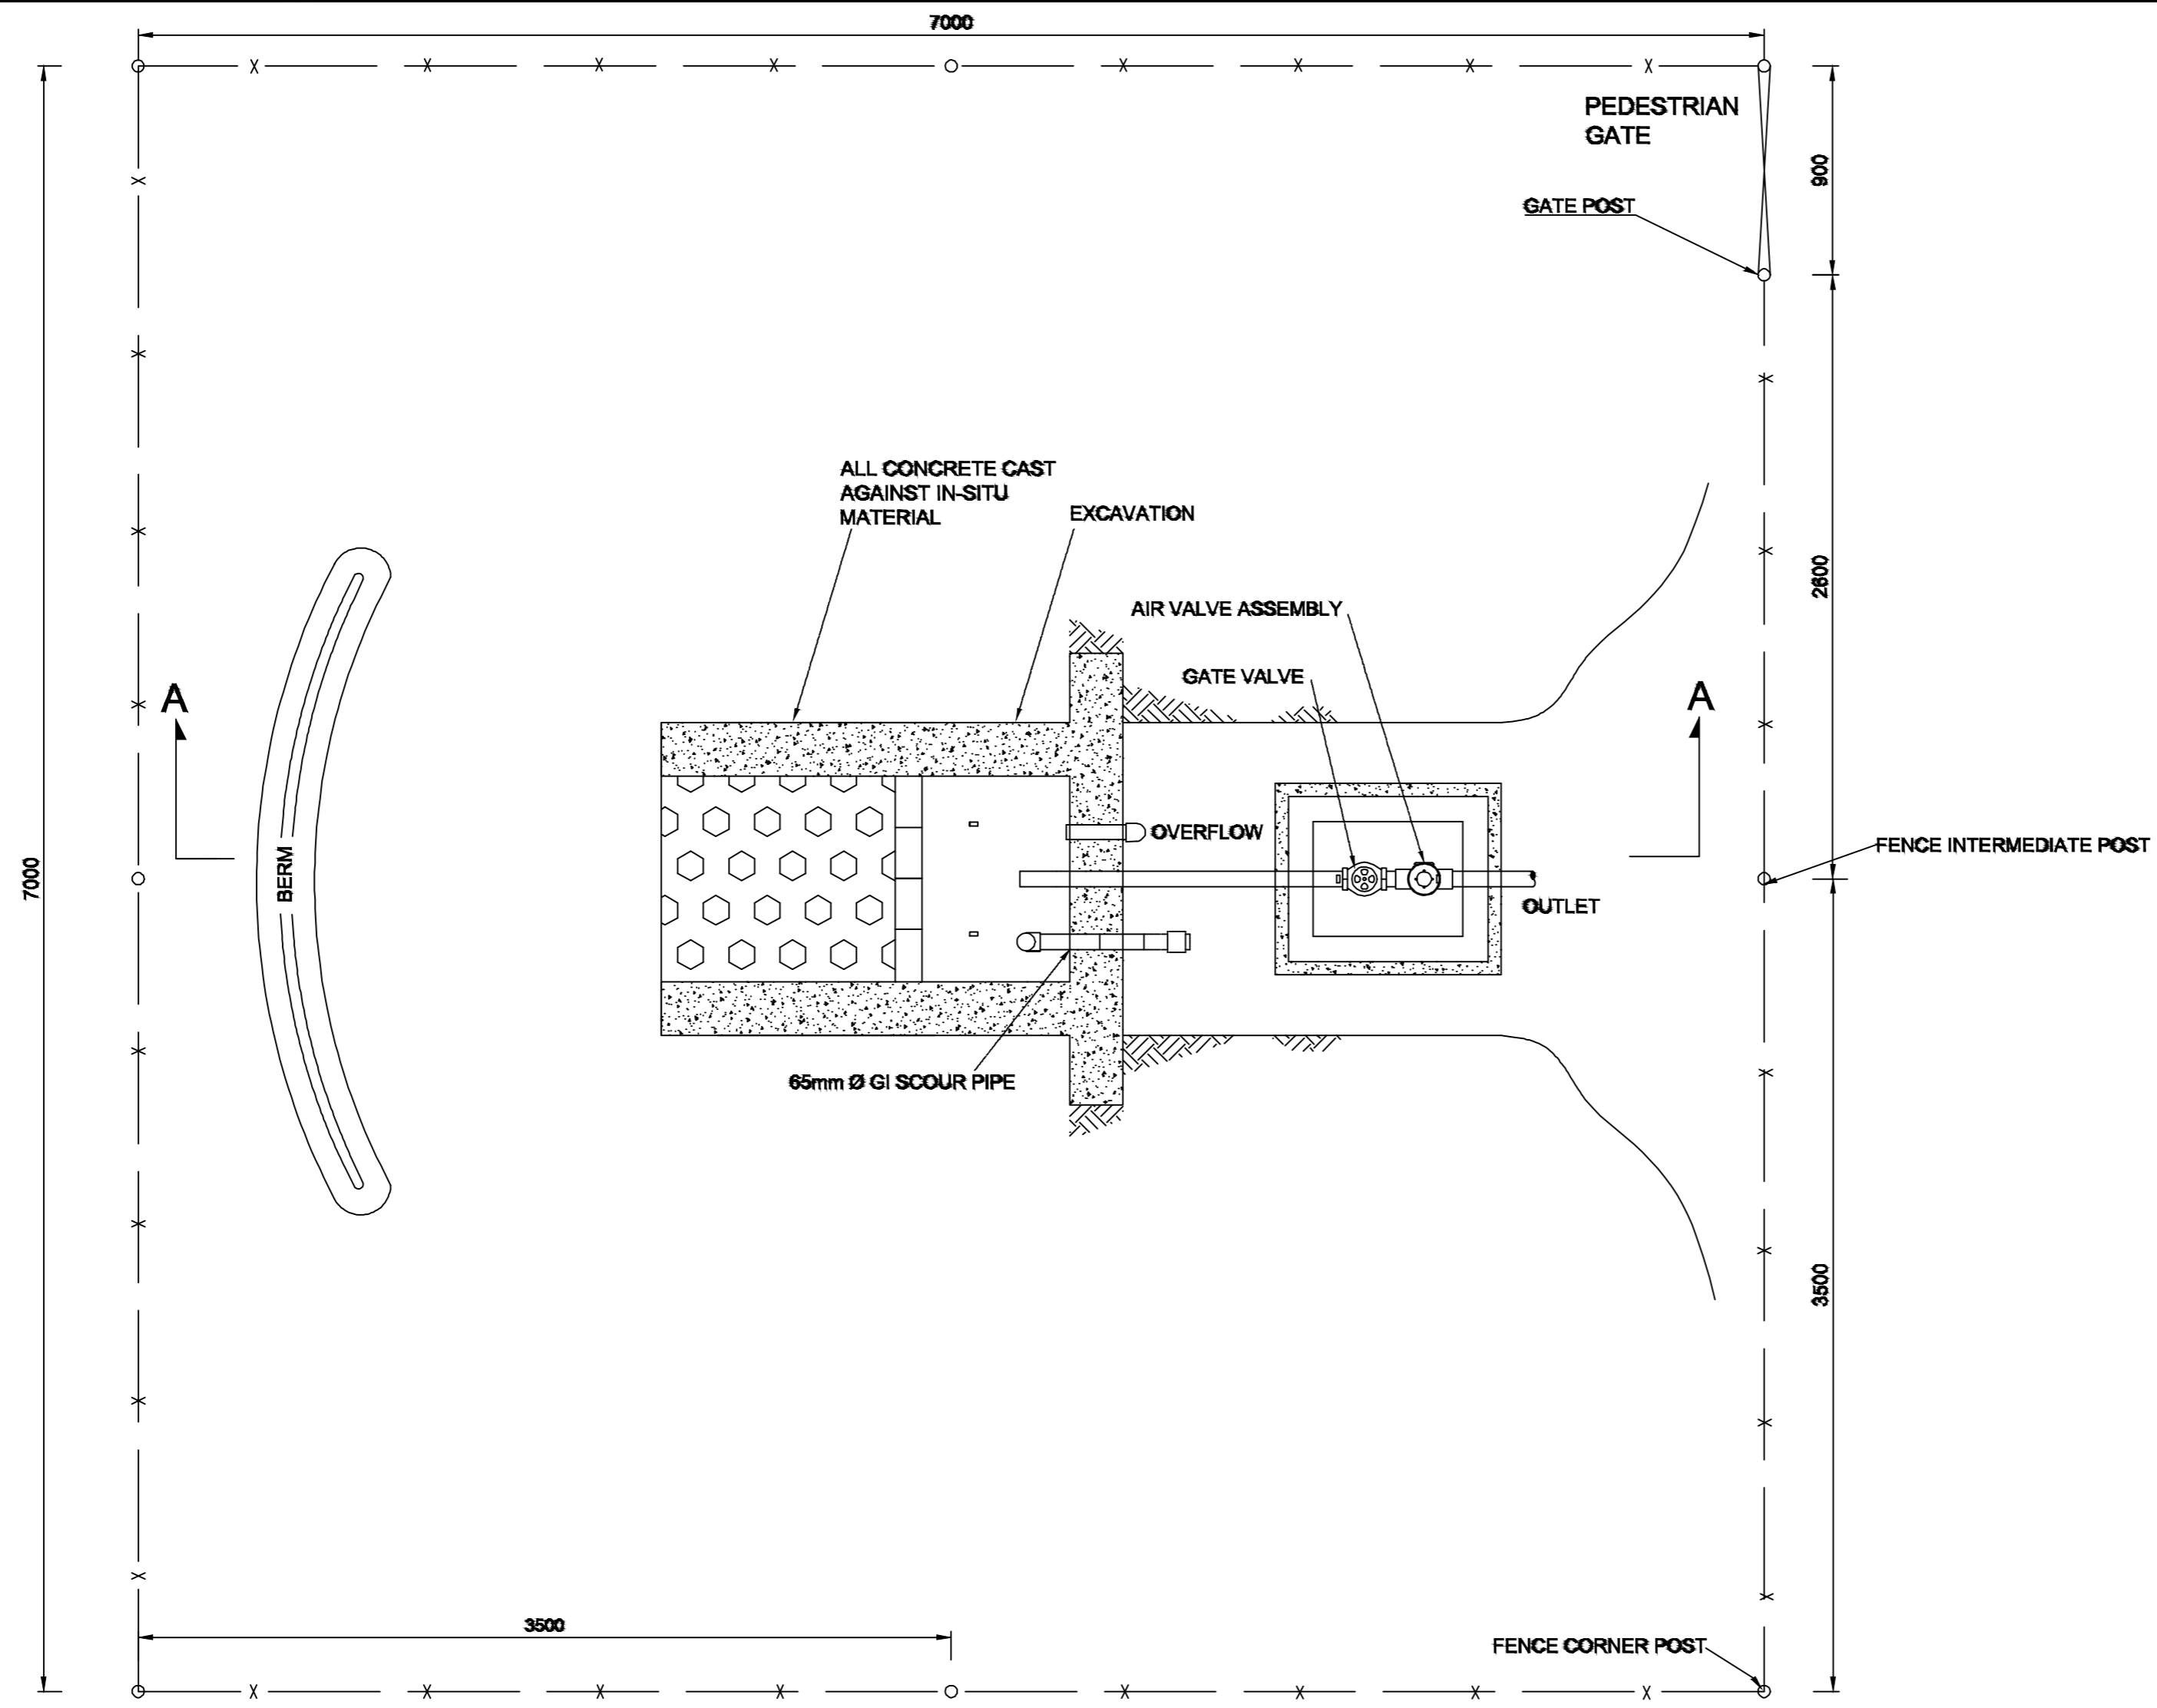 7000
PEDESTRIAN
GATE
900
GATE POST
ALL CONCRETE CAST
AGAINST IN-SITU
MATERIAL
EXCAVATION
2600
AIR VALVE ASSEMBLY
GATE VALVE
A
A
OVERFLOW
FENCE INTERMEDIATE POST
7000
BERM
OUTLET
65mm Ø GI SCOUR PIPE
3500
3500
FENCE CORNER POST